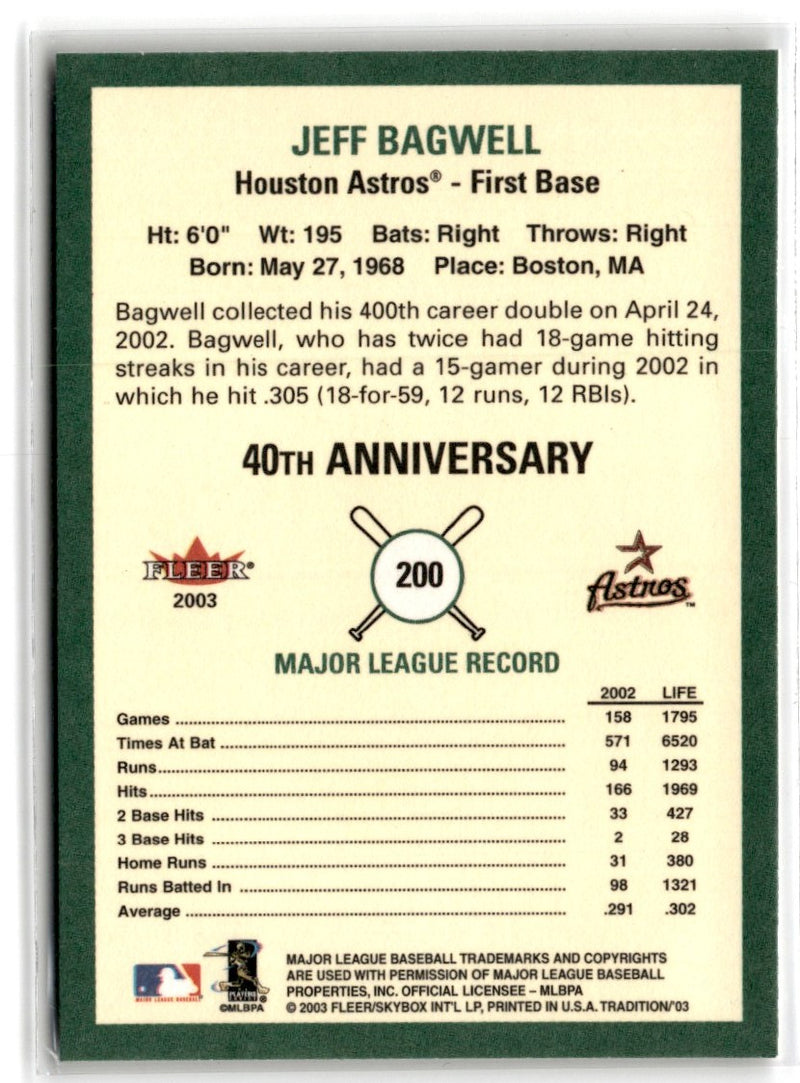 JEFF BAGWELL
Houston Astros® - First Base
Ht: 6'0" Wt: 195 Bats: Right Throws: Right
Born: May 27, 1968 Place: Boston, MA
Bagwell collected his 400th career double on April 24,
2002. Bagwell, who has twice had 18-game hitting
streaks in his career, had a 15-gamer during 2002 in
which he hit .305 (18-for-59, 12 runs, 12 RBIs).
40TH ANNIVERSARY
FLEER®
2003
200
Astros™
MAJOR LEAGUE RECORD
2002 LIFE
Games 158 1795
Times At Bat 571 6520
Runs 94 1293
Hits 166 1969
2 Base Hits 33 427
3 Base Hits 2 28
Home Runs 31 380
Runs Batted In 98 1321
Average .291 .302
MAJOR LEAGUE BASEBALL
PLAYERS
®
©MLBPA
MAJOR LEAGUE BASEBALL TRADEMARKS AND COPYRIGHTS
ARE USED WITH PERMISSION OF MAJOR LEAGUE BASEBALL
PROPERTIES, INC. OFFICIAL LICENSEE – MLBPA
© 2003 FLEER/SKYBOX INT'L LP, PRINTED IN U.S.A. TRADITION/'03